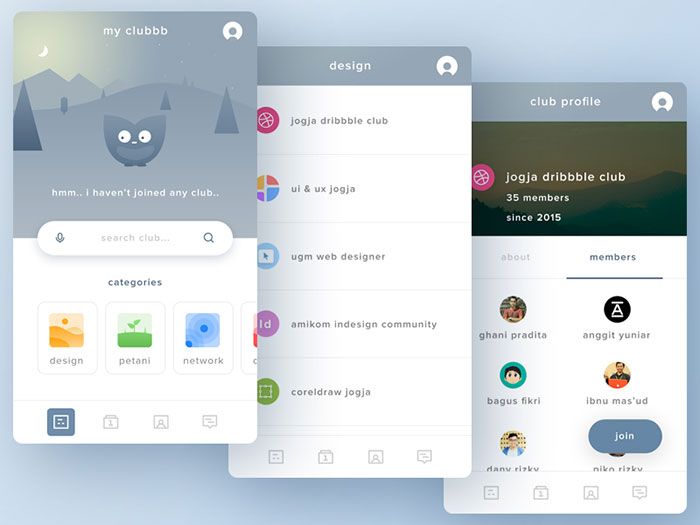 my clubbb
hmm.. i haven't joined any club..
search club...
categories
design
petani
network
design
jogja dribbble club
ui & ux jogja
ugm web designer
Id
amikom indesign community
coreldraw jogja
club profile
jogja dribbble club
35 members
since 2015
about
members
ghani pradita
anggit yuniar
bagus fikri
ibnu mas'ud
dany rizky
niko rizky
join